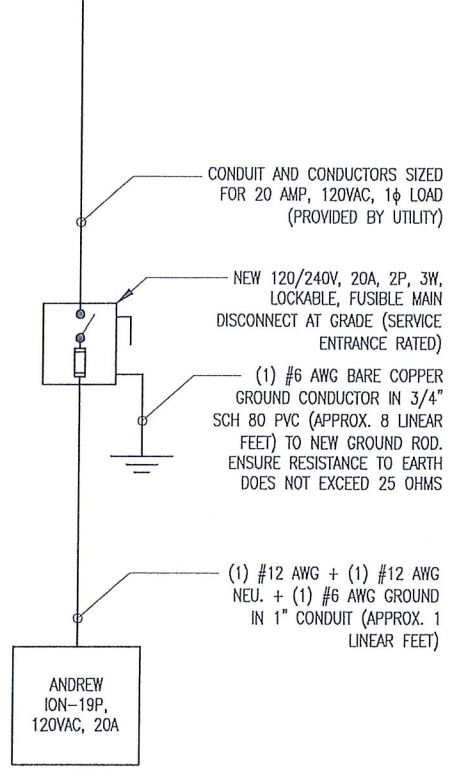 CONDUIT AND CONDUCTORS SIZED
FOR 20 AMP, 120VAC, 1ϕ LOAD
(PROVIDED BY UTILITY)
NEW 120/240V, 20A, 2P, 3W,
LOCKABLE, FUSIBLE MAIN
DISCONNECT AT GRADE (SERVICE
ENTRANCE RATED)
(1) #6 AWG BARE COPPER
GROUND CONDUCTOR IN 3/4"
SCH 80 PVC (APPROX. 8 LINEAR
FEET) TO NEW GROUND ROD.
ENSURE RESISTANCE TO EARTH
DOES NOT EXCEED 25 OHMS
(1) #12 AWG + (1) #12 AWG
NEU. + (1) #6 AWG GROUND
IN 1" CONDUIT (APPROX. 1
LINEAR FEET)
ANDREW
ION-19P,
120VAC, 20A